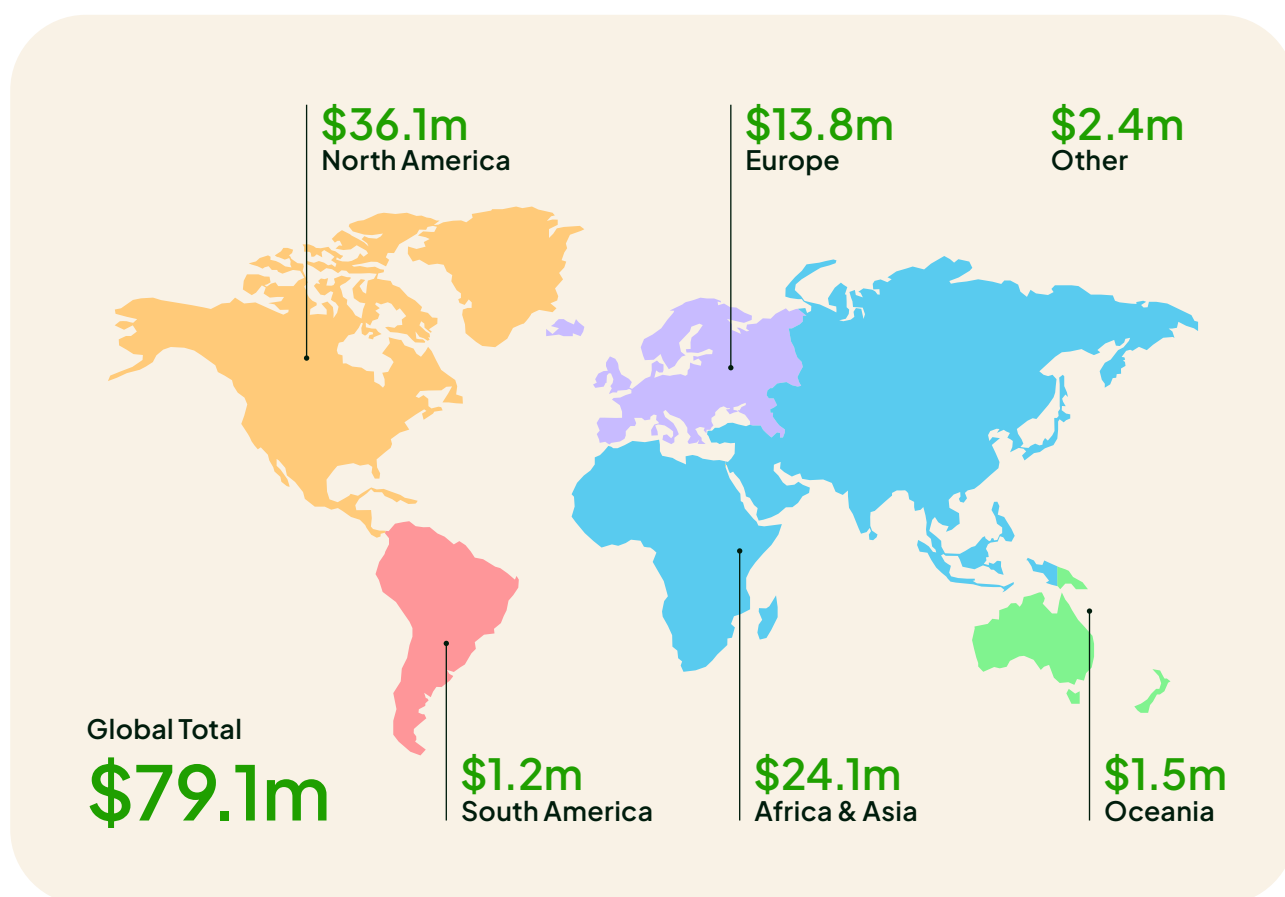 $36.1m
North America
$13.8m
Europe
$2.4m
Other
Global Total
$79.1m
$1.2m
South America
$24.1m
Africa & Asia
$1.5m
Oceania